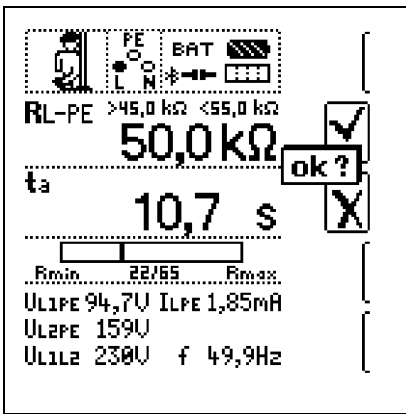 PE
BAT
L N
RL-PE >45,0 kΩ <55,0 kΩ
50,0 kΩ
ok ?
ta
10,7 s
Rmin 22/65 Rmax
UL1PE 94,7V ILPE 1,85mA
UL2PE 159V
UL1L2 230V f 49,9Hz